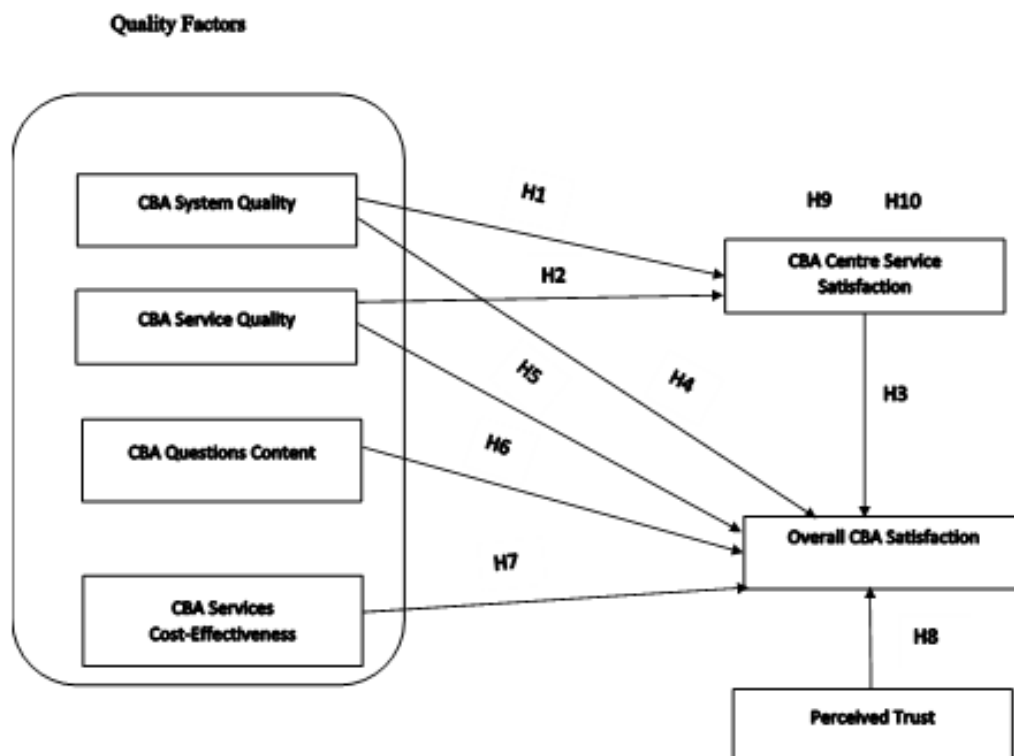 Quality Factors
CBA System Quality
H1
H9 H10
CBA Centre Service
Satisfaction
H2
CBA Service Quality
H5
H4
H3
CBA Questions Content
H6
Overall CBA Satisfaction
H7
CBA Services
Cost-Effectiveness
H8
Perceived Trust